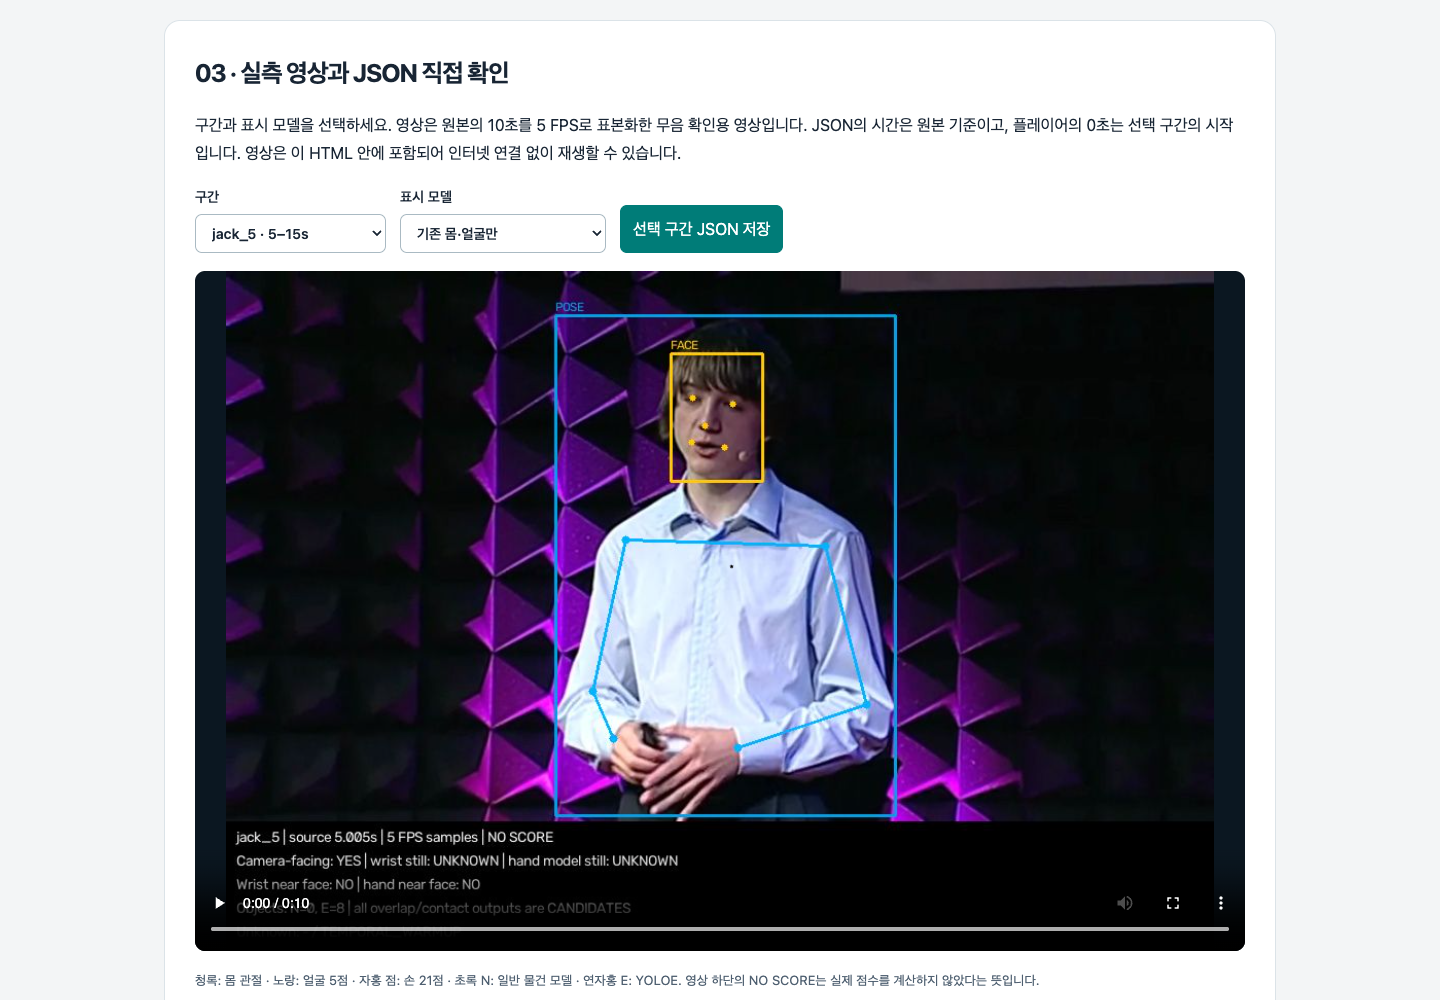 03 · 실측 영상과 JSON 직접 확인
구간과 표시 모델을 선택하세요. 영상은 원본의 10초를 5 FPS로 표본화한 무음 확인용 영상입니다. JSON의 시간은 원본 기준이고, 플레이어의 0초는 선택 구간의 시작
입니다. 영상은 이 HTML 안에 포함되어 인터넷 연결 없이 재생할 수 있습니다.
구간
표시 모델
jack_5 · 5–15s
기존 몸·얼굴만
선택 구간 JSON 저장
POSE
FACE
jack_5 | source 5.005s | 5 FPS samples | NO SCORE
Camera-facing: YES | wrist still: UNKNOWN | hand model still: UNKNOWN
Wrist near face: NO | hand near face: NO
Objects: N=0, E=8 | all overlap/contact outputs are CANDIDATES
0:00 / 0:10
청록: 몸 관절 · 노랑: 얼굴 5점 · 자홍 점: 손 21점 · 초록 N: 일반 물건 모델 · 연자홍 E: YOLOE. 영상 하단의 NO SCORE는 실제 점수를 계산하지 않았다는 뜻입니다.